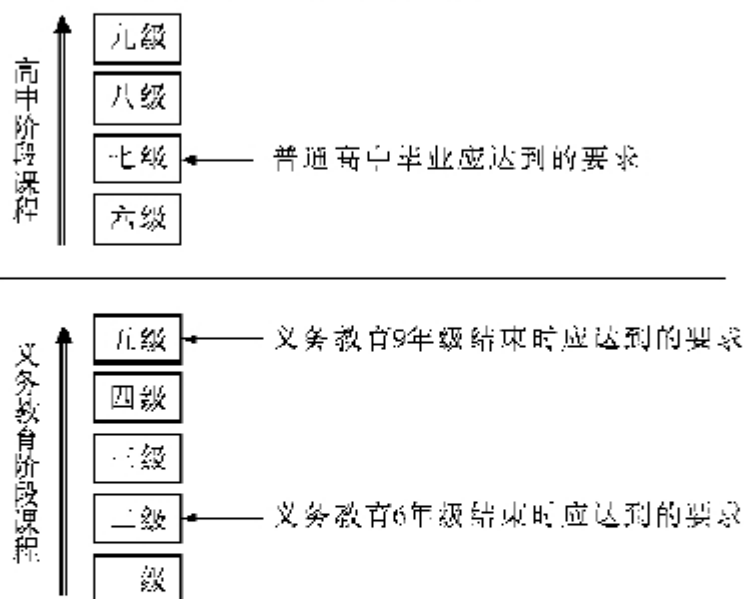 高中阶段课程
九级
八级
七级
普通高中毕业应达到的要求
六级
义务教育阶段课程
五级
义务教育9年级结束时应达到的要求
四级
三级
二级
义务教育6年级结束时应达到的要求
一级